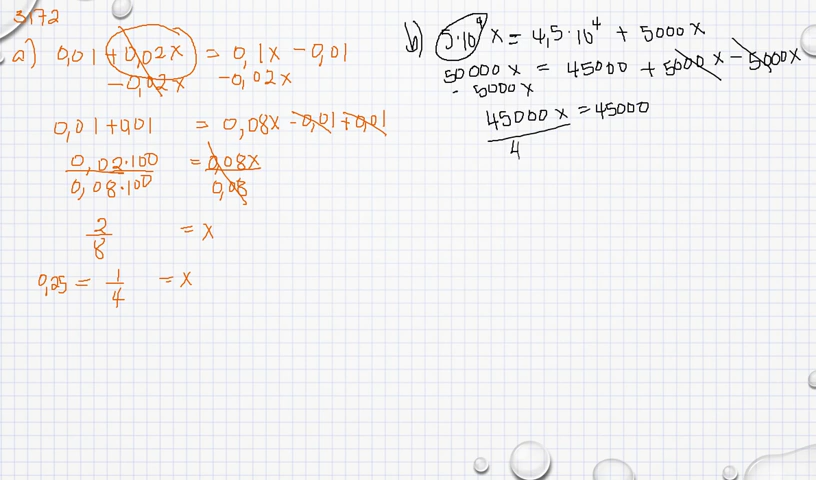 3172
a) 0,01 + 0,02x = 0,1x - 0,01
- 0,02x - 0,02x
0,01 + 0,01 = 0,08x - 0,01 + 0,01
0,02·100 = 0,08x
0,08·100 0,08
2 = x
8
0,25 = 1 = x
4
b) 5·10⁴ x = 4,5·10⁴ + 5000x
50000x = 45000 + 5000x - 5000x
- 5000x
45000x = 45000
4